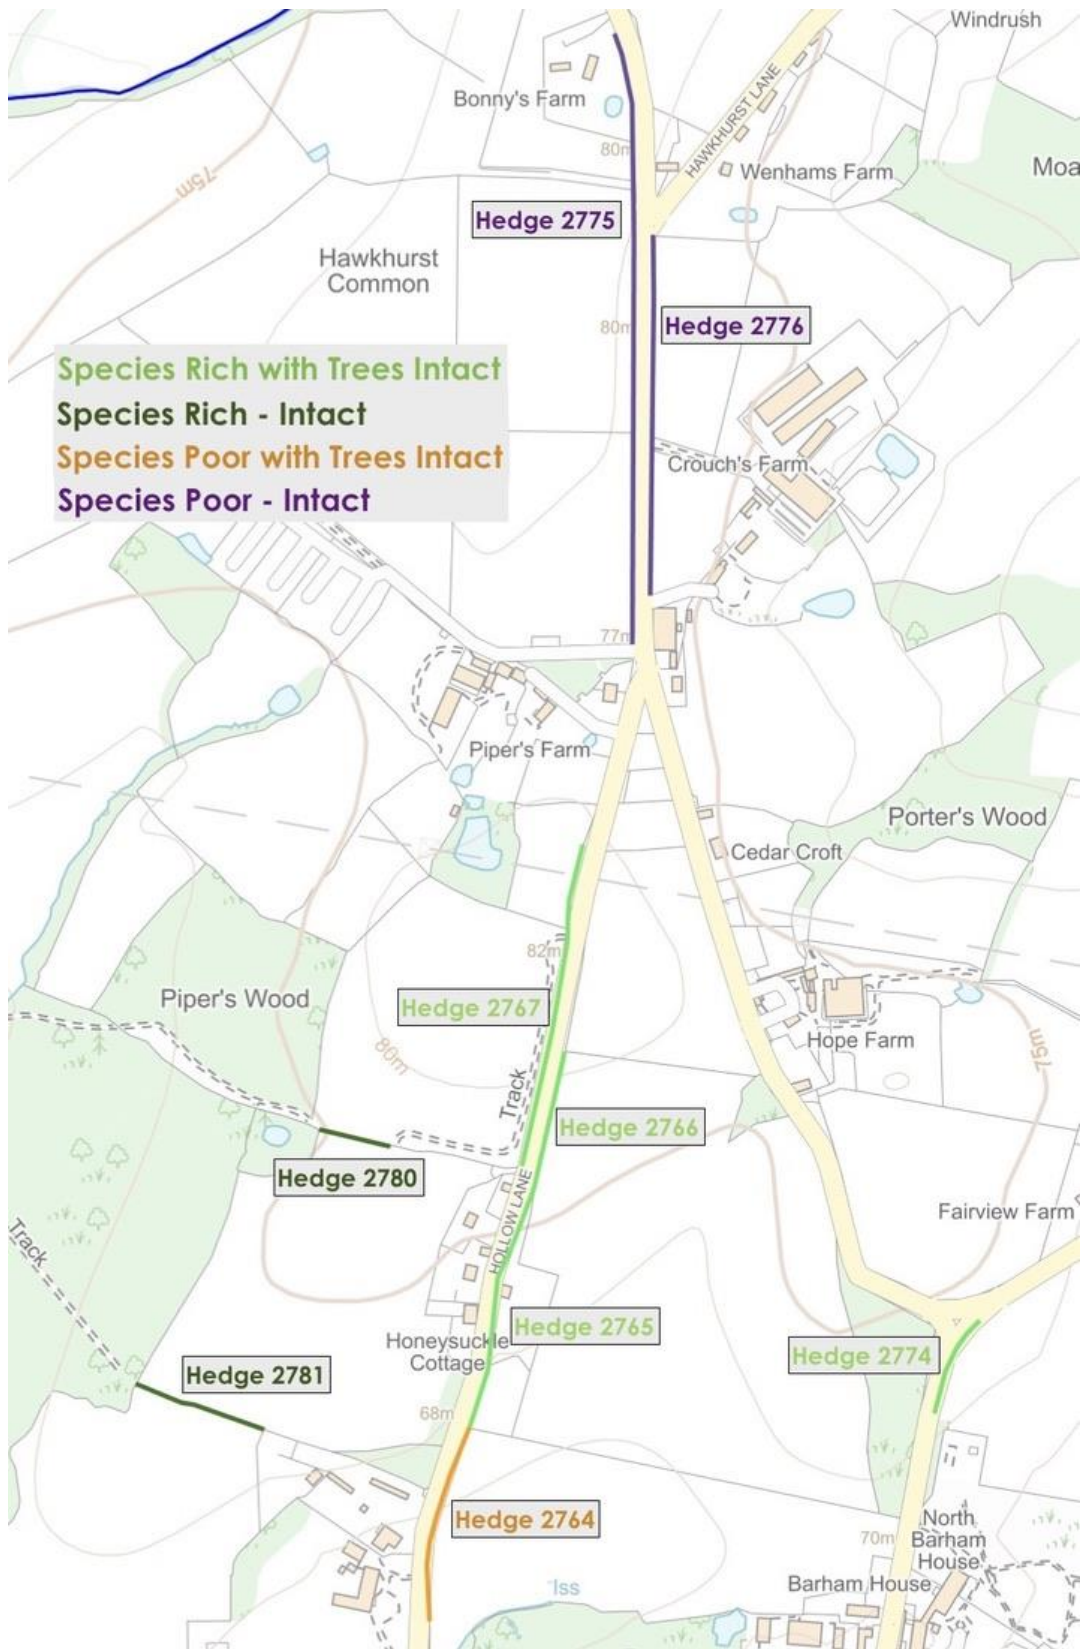 Windrush
HAWKHURST LANE
Bonny's Farm
80m
Wenhams Farm
Moa
75m
Hedge 2775
Hawkhurst
Common
80m
Hedge 2776
Species Rich with Trees Intact
Species Rich - Intact
Species Poor with Trees Intact
Species Poor - Intact
Crouch's Farm
77m
Piper's Farm
Porter's Wood
Cedar Croft
82m
Piper's Wood
Hedge 2767
80m
Hope Farm
75m
Track
Hedge 2766
Hedge 2780
HOLLOW LANE
Fairview Farm
Track
Hedge 2765
Honeysuckle
Cottage
Hedge 2774
Hedge 2781
68m
Hedge 2764
70m
North
Barham
House
Barham House
Iss